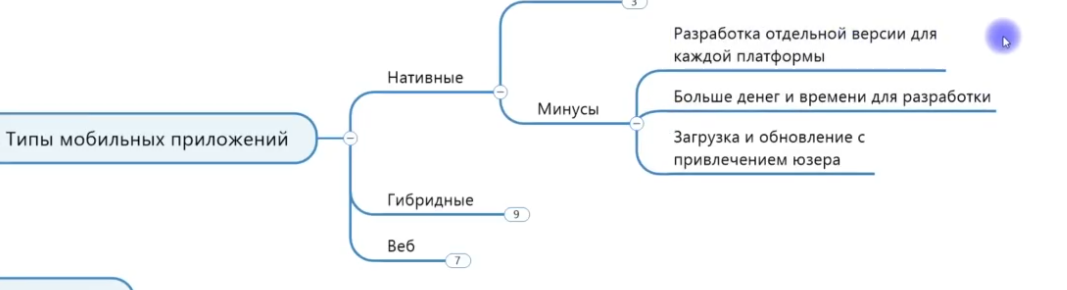 3
Разработка отдельной версии для
каждой платформы
Нативные
Больше денег и времени для разработки
Минусы
Типы мобильных приложений
Загрузка и обновление с
привлечением юзера
Гибридные
9
Веб
7